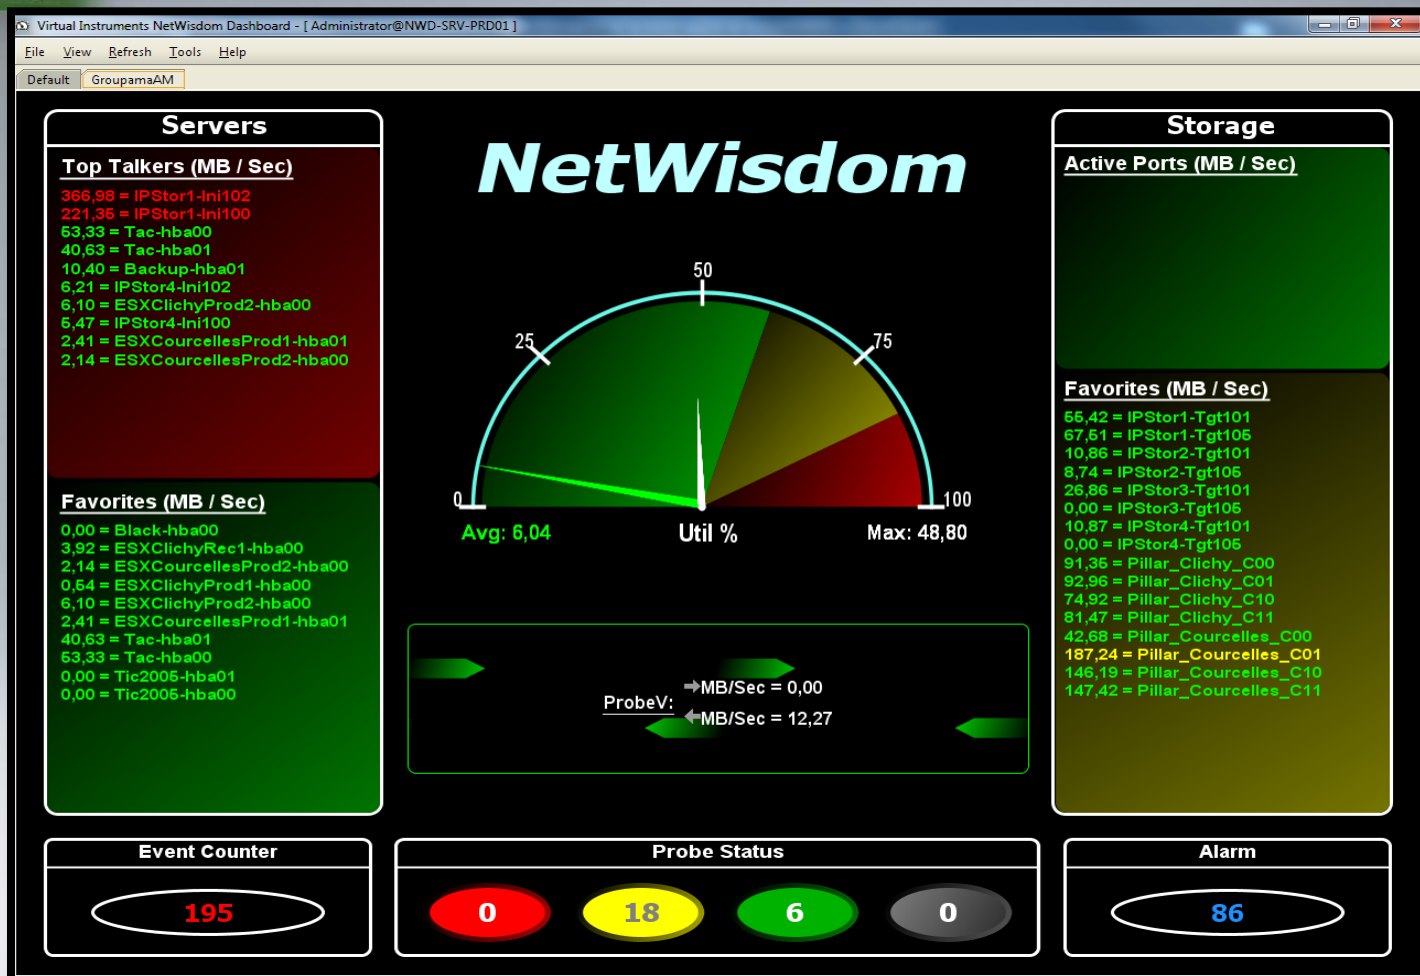 Virtual Instruments NetWisdom Dashboard - [ Administrator@NWD-SRV-PRD01 ]
File View Refresh Tools Help
Default GroupamaAM
Servers
Top Talkers (MB / Sec)
366,98 = IPStor1-Ini102
221,35 = IPStor1-Ini100
53,33 = Tac-hba00
40,63 = Tac-hba01
10,40 = Backup-hba01
6,21 = IPStor4-Ini102
6,10 = ESXClichyProd2-hba00
5,47 = IPStor4-Ini100
2,41 = ESXCourcellesProd1-hba01
2,14 = ESXCourcellesProd2-hba00
Favorites (MB / Sec)
0,00 = Black-hba00
3,92 = ESXClichyRec1-hba00
2,14 = ESXCourcellesProd2-hba00
0,54 = ESXClichyProd1-hba00
6,10 = ESXClichyProd2-hba00
2,41 = ESXCourcellesProd1-hba01
40,63 = Tac-hba01
53,33 = Tac-hba00
0,00 = Tic2005-hba01
0,00 = Tic2005-hba00
NetWisdom
50
25
75
0
100
Avg: 6,04
Util %
Max: 48,80
ProbeV:
MB/Sec = 0,00
MB/Sec = 12,27
Storage
Active Ports (MB / Sec)
Favorites (MB / Sec)
55,42 = IPStor1-Tgt101
67,51 = IPStor1-Tgt105
10,86 = IPStor2-Tgt101
8,74 = IPStor2-Tgt105
26,86 = IPStor3-Tgt101
0,00 = IPStor3-Tgt105
10,87 = IPStor4-Tgt101
0,00 = IPStor4-Tgt105
91,35 = Pillar_Clichy_C00
92,96 = Pillar_Clichy_C01
74,92 = Pillar_Clichy_C10
81,47 = Pillar_Clichy_C11
42,68 = Pillar_Courcelles_C00
187,24 = Pillar_Courcelles_C01
146,19 = Pillar_Courcelles_C10
147,42 = Pillar_Courcelles_C11
Event Counter
195
Probe Status
0 18 6 0
Alarm
86